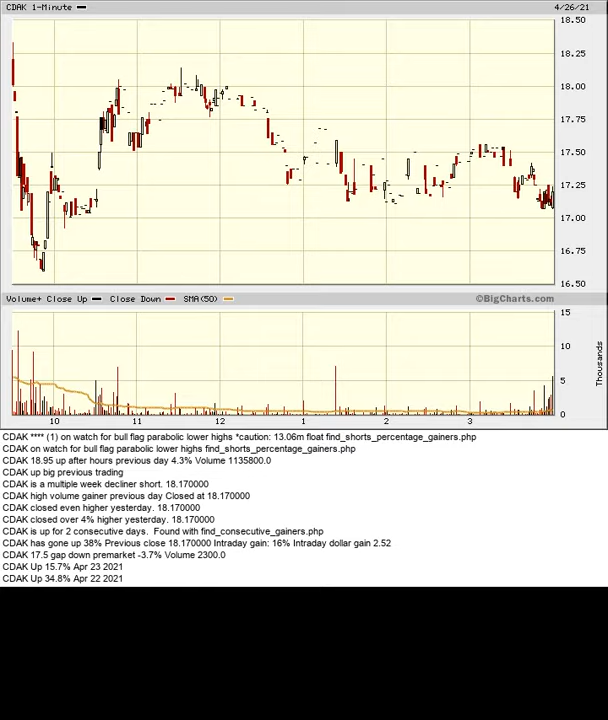 CDAK 1-Minute 4/26/21
18.50
18.25
18.00
17.75
17.50
17.25
17.00
16.75
16.50
Volume+ Close Up Close Down SMA(50) ©BigCharts.com
15
10
5
0
Thousands
10 11 12 1 2 3
CDAK **** (1) on watch for bull flag parabolic lower highs *caution: 13.06m float find_shorts_percentage_gainers.php
CDAK on watch for bull flag parabolic lower highs find_shorts_percentage_gainers.php
CDAK 18.95 up after hours previous day 4.3% Volume 1135800.0
CDAK up big previous trading
CDAK is a multiple week decliner short. 18.170000
CDAK high volume gainer previous day Closed at 18.170000
CDAK closed even higher yesterday. 18.170000
CDAK closed over 4% higher yesterday. 18.170000
CDAK is up for 2 consecutive days. Found with find_consecutive_gainers.php
CDAK has gone up 38% Previous close 18.170000 Intraday gain: 16% Intraday dollar gain 2.52
CDAK 17.5 gap down premarket -3.7% Volume 2300.0
CDAK Up 15.7% Apr 23 2021
CDAK Up 34.8% Apr 22 2021